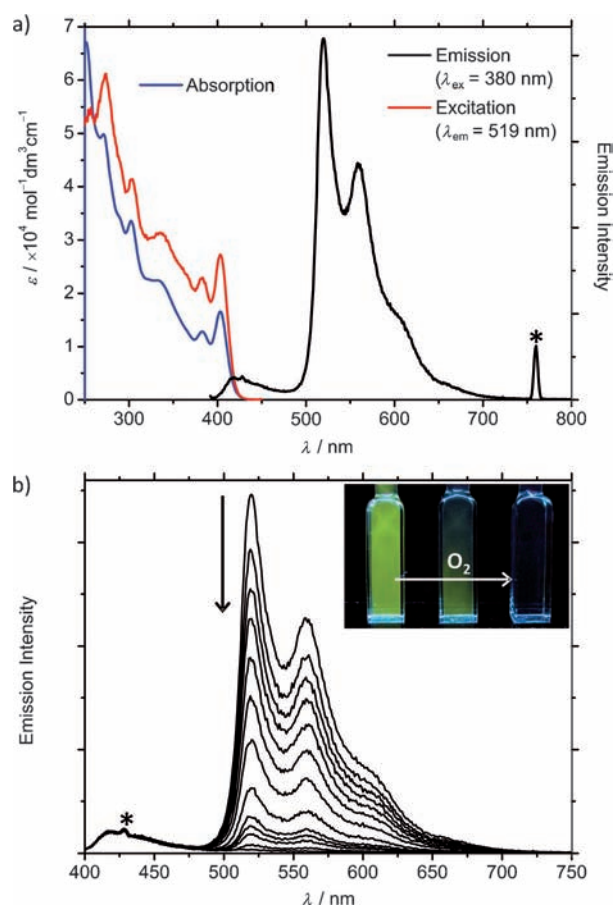 a)
7
6
5
4
3
2
1
0
ε / ×10⁴ mol⁻¹dm³cm⁻¹
Absorption
Emission
(λex = 380 nm)
Excitation
(λem = 519 nm)
*
Emission Intensity
300 400 500 600 700 800
λ / nm
b)
O₂
Emission Intensity
*
400 450 500 550 600 650 700 750
λ / nm